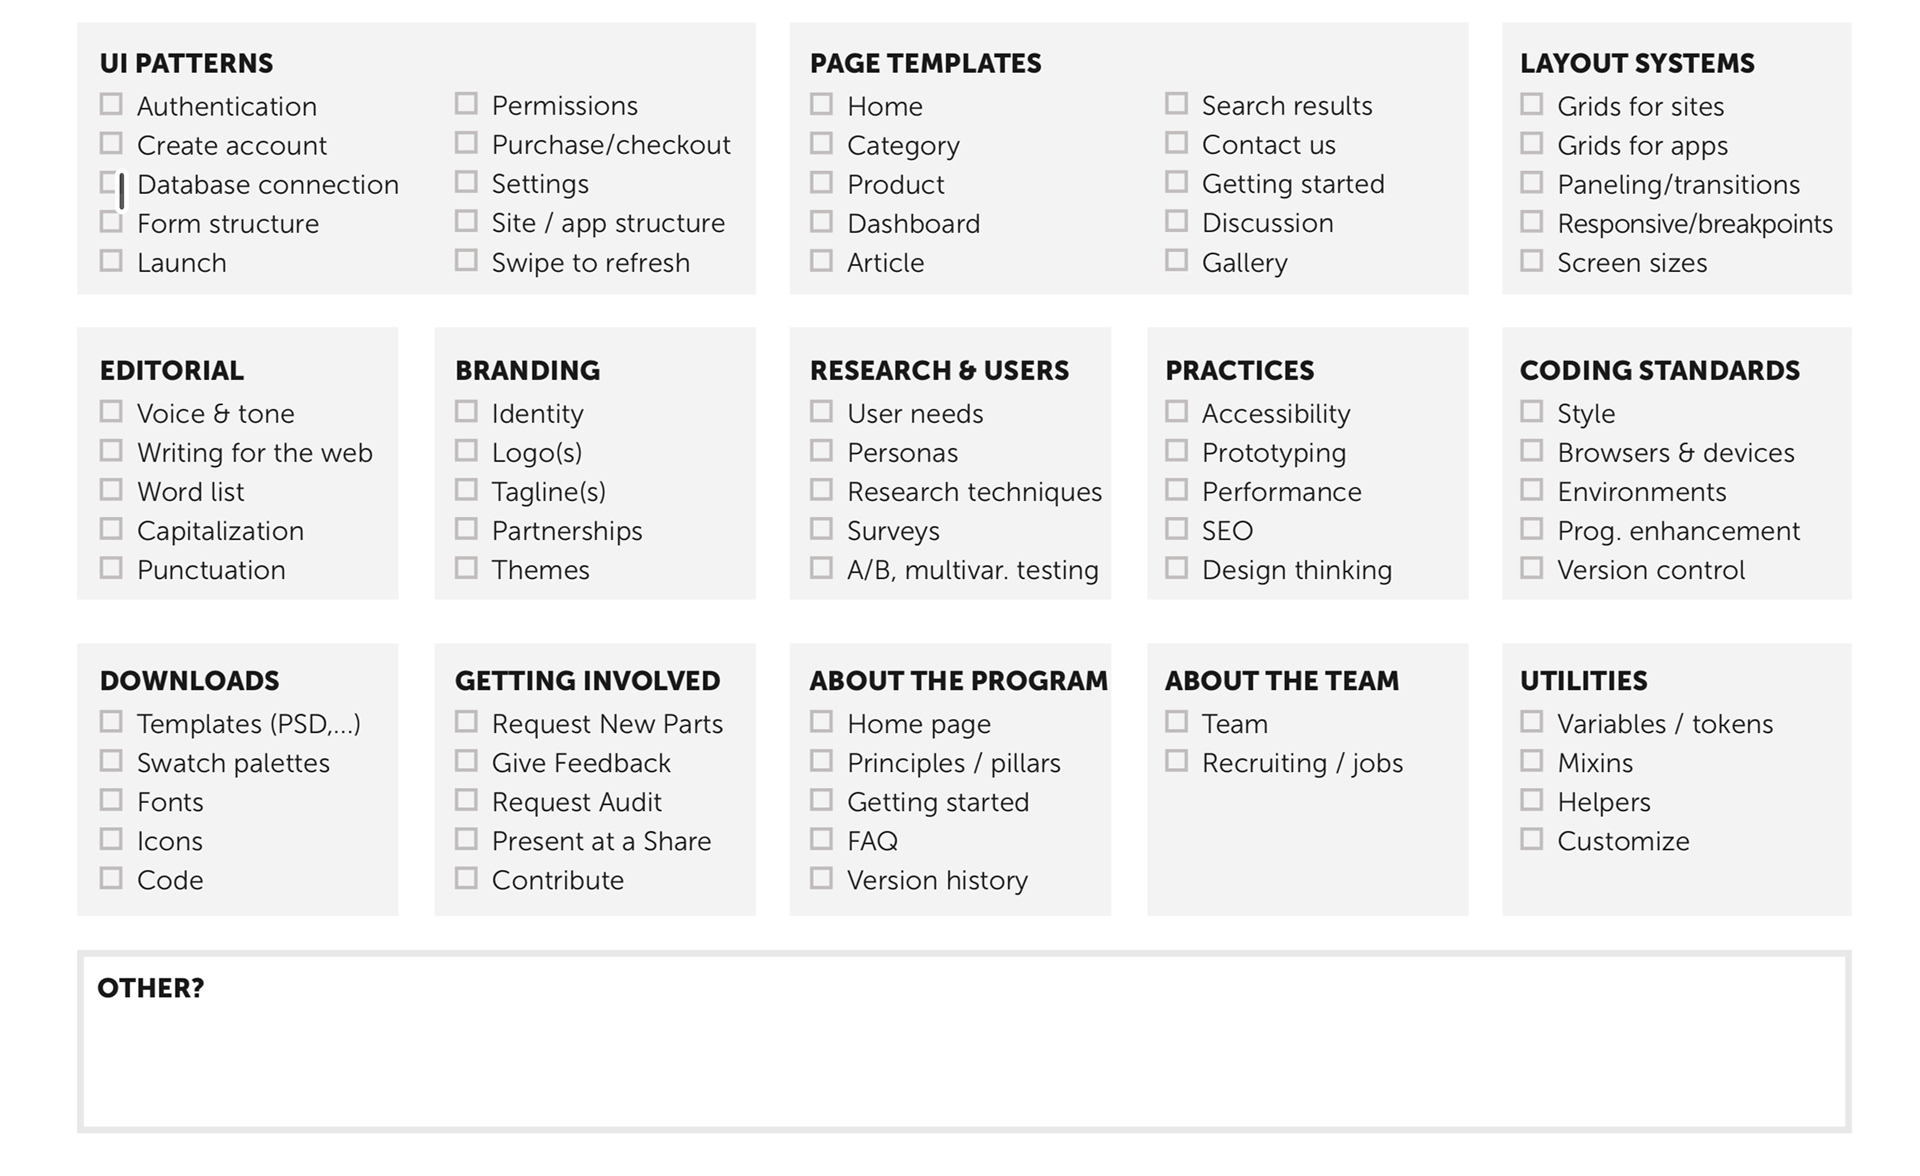 UI PATTERNS
Authentication
Create account
Database connection
Form structure
Launch
Permissions
Purchase/checkout
Settings
Site / app structure
Swipe to refresh
PAGE TEMPLATES
Home
Category
Product
Dashboard
Article
Search results
Contact us
Getting started
Discussion
Gallery
LAYOUT SYSTEMS
Grids for sites
Grids for apps
Paneling/transitions
Responsive/breakpoints
Screen sizes
EDITORIAL
Voice & tone
Writing for the web
Word list
Capitalization
Punctuation
BRANDING
Identity
Logo(s)
Tagline(s)
Partnerships
Themes
RESEARCH & USERS
User needs
Personas
Research techniques
Surveys
A/B, multivar. testing
PRACTICES
Accessibility
Prototyping
Performance
SEO
Design thinking
CODING STANDARDS
Style
Browsers & devices
Environments
Prog. enhancement
Version control
DOWNLOADS
Templates (PSD,...)
Swatch palettes
Fonts
Icons
Code
GETTING INVOLVED
Request New Parts
Give Feedback
Request Audit
Present at a Share
Contribute
ABOUT THE PROGRAM
Home page
Principles / pillars
Getting started
FAQ
Version history
ABOUT THE TEAM
Team
Recruiting / jobs
UTILITIES
Variables / tokens
Mixins
Helpers
Customize
OTHER?